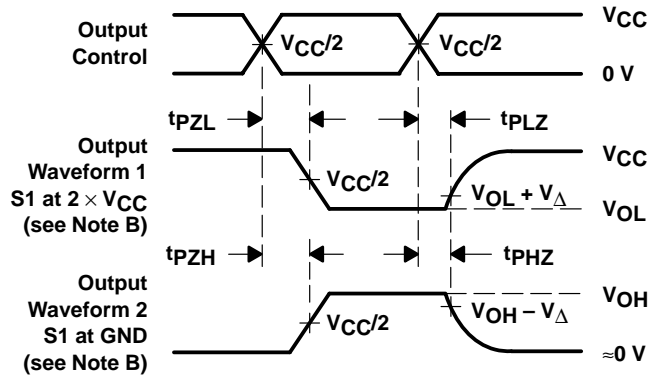 Output
Control
VCC/2
VCC/2
VCC
0 V
tPZL
tPLZ
Output
Waveform 1
S1 at 2 × VCC
(see Note B)
VCC/2
VOL + VΔ
VCC
VOL
tPZH
tPHZ
Output
Waveform 2
S1 at GND
(see Note B)
VCC/2
VOH − VΔ
VOH
≈0 V